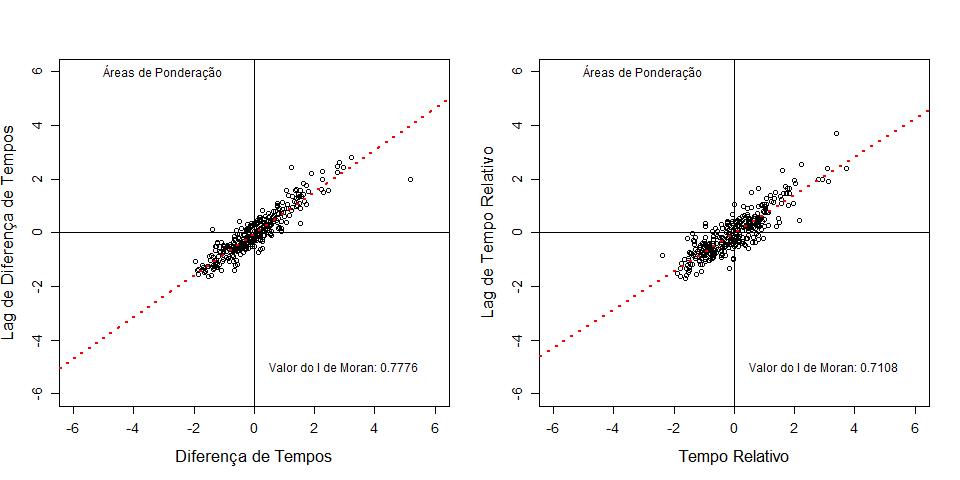 Áreas de Ponderação
Lag de Diferença de Tempos
6
4
2
0
-2
-4
-6
Valor do I de Moran: 0.7776
-6 -4 -2 0 2 4 6
Diferença de Tempos
Áreas de Ponderação
Lag de Tempo Relativo
6
4
2
0
-2
-4
-6
Valor do I de Moran: 0.7108
-6 -4 -2 0 2 4 6
Tempo Relativo